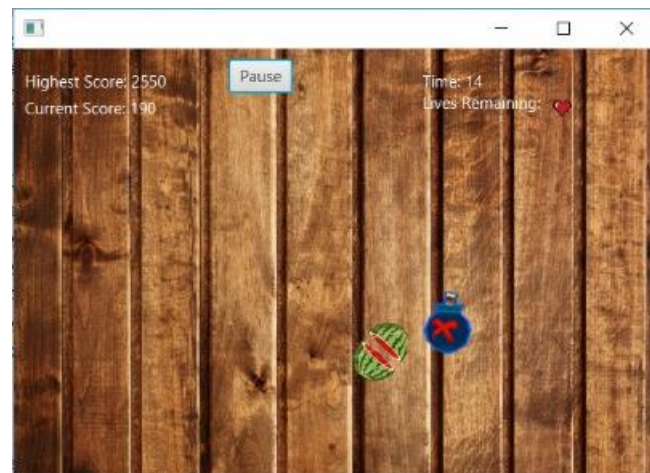 Highest Score: 2550
Pause
Time: 14
Current Score: 190
Lives Remaining: